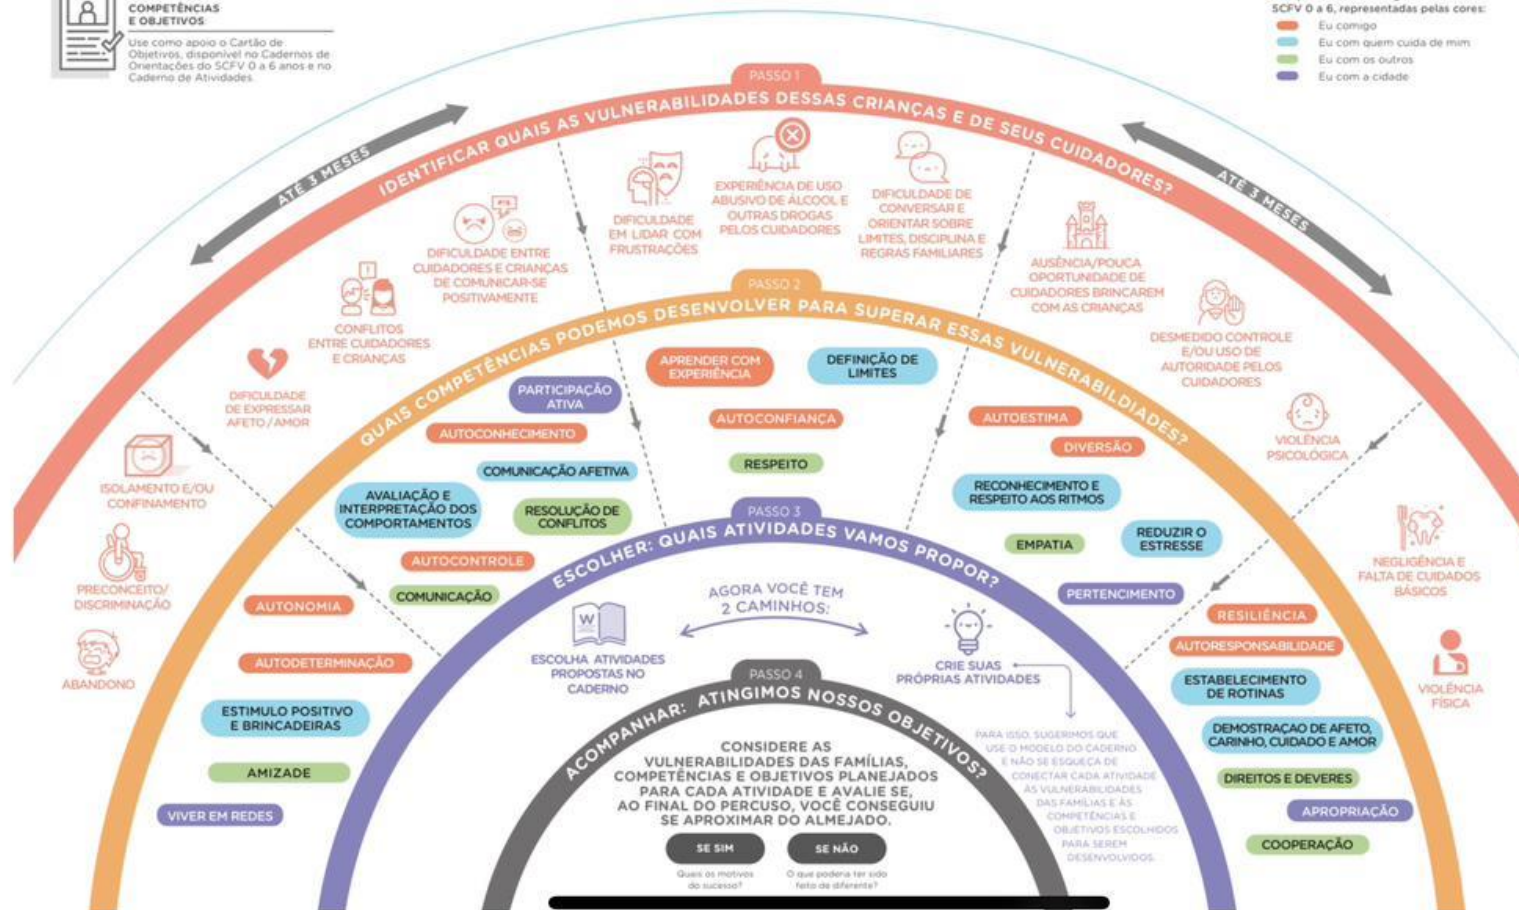 COMPETÊNCIAS
E OBJETIVOS
Use como apoio o Cartão de
Objetivos, disponível no Cadernos de
Orientações do SCFV 0 a 6 anos e no
Caderno de Atividades.
SCFV 0 a 6, representadas pelas cores:
Eu comigo
Eu com quem cuida de mim
Eu com os outros
Eu com a cidade
ATÉ 3 MESES
ATÉ 3 MESES
PASSO 1
IDENTIFICAR QUAIS AS VULNERABILIDADES DESSAS CRIANÇAS E DE SEUS CUIDADORES?
ABANDONO
PRECONCEITO/
DISCRIMINAÇÃO
ISOLAMENTO E/OU
CONFINAMENTO
DIFICULDADE
DE EXPRESSAR
AFETO / AMOR
CONFLITOS
ENTRE CUIDADORES
E CRIANÇAS
DIFICULDADE ENTRE
CUIDADORES E CRIANÇAS
DE COMUNICAR-SE
POSITIVAMENTE
DIFICULDADE
EM LIDAR COM
FRUSTRAÇÕES
EXPERIÊNCIA DE USO
ABUSIVO DE ÁLCOOL E
OUTRAS DROGAS
PELOS CUIDADORES
DIFICULDADE DE
CONVERSAR E
ORIENTAR SOBRE
LIMITES, DISCIPLINA E
REGRAS FAMILIARES
AUSÊNCIA/POUCA
OPORTUNIDADE DE
CUIDADORES BRINCAREM
COM AS CRIANÇAS
DESMEDIDO CONTROLE
E/OU USO DE
AUTORIDADE PELOS
CUIDADORES
VIOLÊNCIA
PSICOLÓGICA
NEGLIGÊNCIA E
FALTA DE CUIDADOS
BÁSICOS
VIOLÊNCIA
FÍSICA
PASSO 2
QUAIS COMPETÊNCIAS PODEMOS DESENVOLVER PARA SUPERAR ESSAS VULNERABILDIADES?
AUTONOMIA
AUTODETERMINAÇÃO
ESTIMULO POSITIVO
E BRINCADEIRAS
AMIZADE
VIVER EM REDES
PARTICIPAÇÃO
ATIVA
AUTOCONHECIMENTO
COMUNICAÇÃO AFETIVA
AVALIAÇÃO E
INTERPRETAÇÃO DOS
COMPORTAMENTOS
RESOLUÇÃO DE
CONFLITOS
AUTOCONTROLE
COMUNICAÇÃO
APRENDER COM
EXPERIÊNCIA
DEFINIÇÃO DE
LIMITES
AUTOCONFIANÇA
RESPEITO
AUTOESTIMA
DIVERSÃO
RECONHECIMENTO E
RESPEITO AOS RITMOS
REDUZIR O
ESTRESSE
EMPATIA
PERTENCIMENTO
RESILIÊNCIA
AUTORESPONSABILIDADE
ESTABELECIMENTO
DE ROTINAS
DEMOSTRAÇAO DE AFETO,
CARINHO, CUIDADO E AMOR
DIREITOS E DEVERES
APROPRIAÇÃO
COOPERAÇÃO
PASSO 3
ESCOLHER: QUAIS ATIVIDADES VAMOS PROPOR?
AGORA VOCÊ TEM
2 CAMINHOS:
W
ESCOLHA ATIVIDADES
PROPOSTAS NO
CADERNO
CRIE SUAS
PRÓPRIAS ATIVIDADES
PARA ISSO, SUGERIMOS QUE
USE O MODELO DO CADERNO
E NÃO SE ESQUEÇA DE
CONECTAR CADA ATIVIDADE
ÀS VULNERABILIDADES
DAS FAMÍLIAS E ÀS
COMPETÊNCIAS E
OBJETIVOS ESCOLHIDOS
PARA SEREM
DESENVOLVIDOS.
PASSO 4
ACOMPANHAR: ATINGIMOS NOSSOS OBJETIVOS?
CONSIDERE AS
VULNERABILIDADES DAS FAMÍLIAS,
COMPETÊNCIAS E OBJETIVOS PLANEJADOS
PARA CADA ATIVIDADE E AVALIE SE,
AO FINAL DO PERCUSO, VOCÊ CONSEGUIU
SE APROXIMAR DO ALMEJADO.
SE SIM
SE NÃO
Quais os motivos
do sucesso?
O que poderia ter sido
feito de diferente?